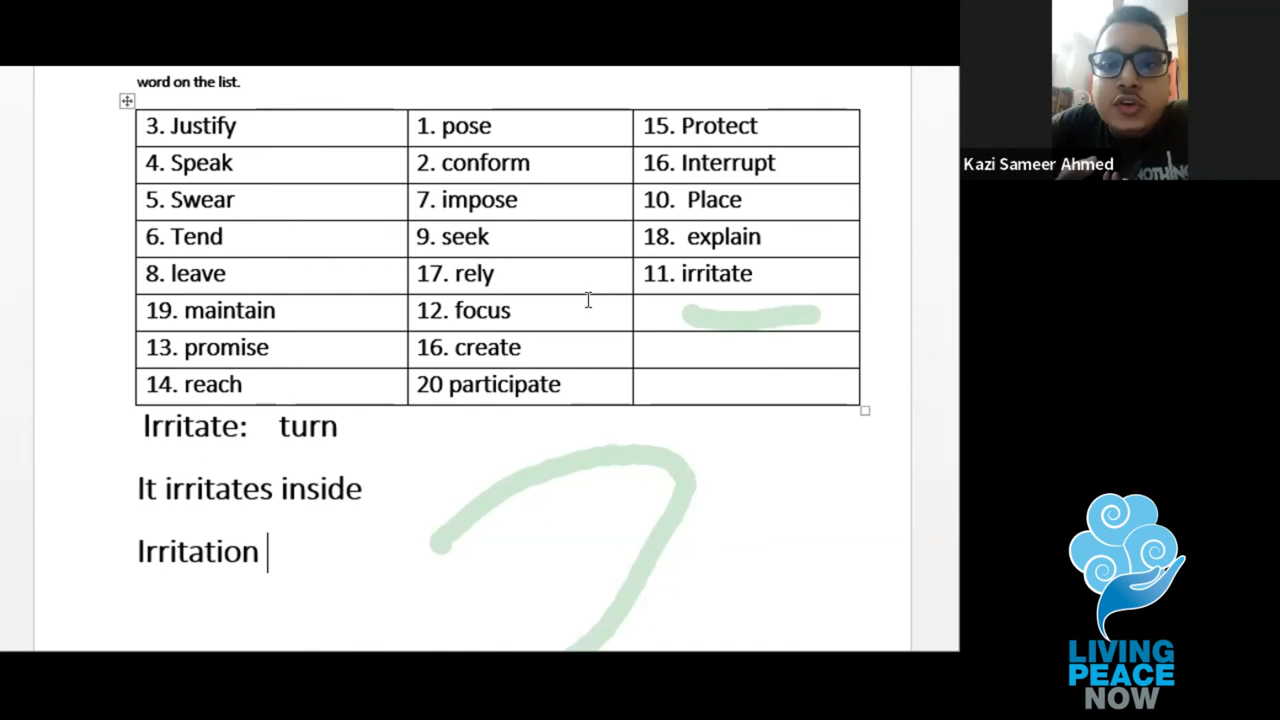 word on the list.
3. Justify 1. pose 15. Protect
4. Speak 2. conform 16. Interrupt
5. Swear 7. impose 10. Place
6. Tend 9. seek 18. explain
8. leave 17. rely 11. irritate
19. maintain 12. focus
13. promise 16. create
14. reach 20 participate
Irritate: turn
It irritates inside
Irritation
Kazi Sameer Ahmed
NOTHING
LIVING
PEACE
NOW